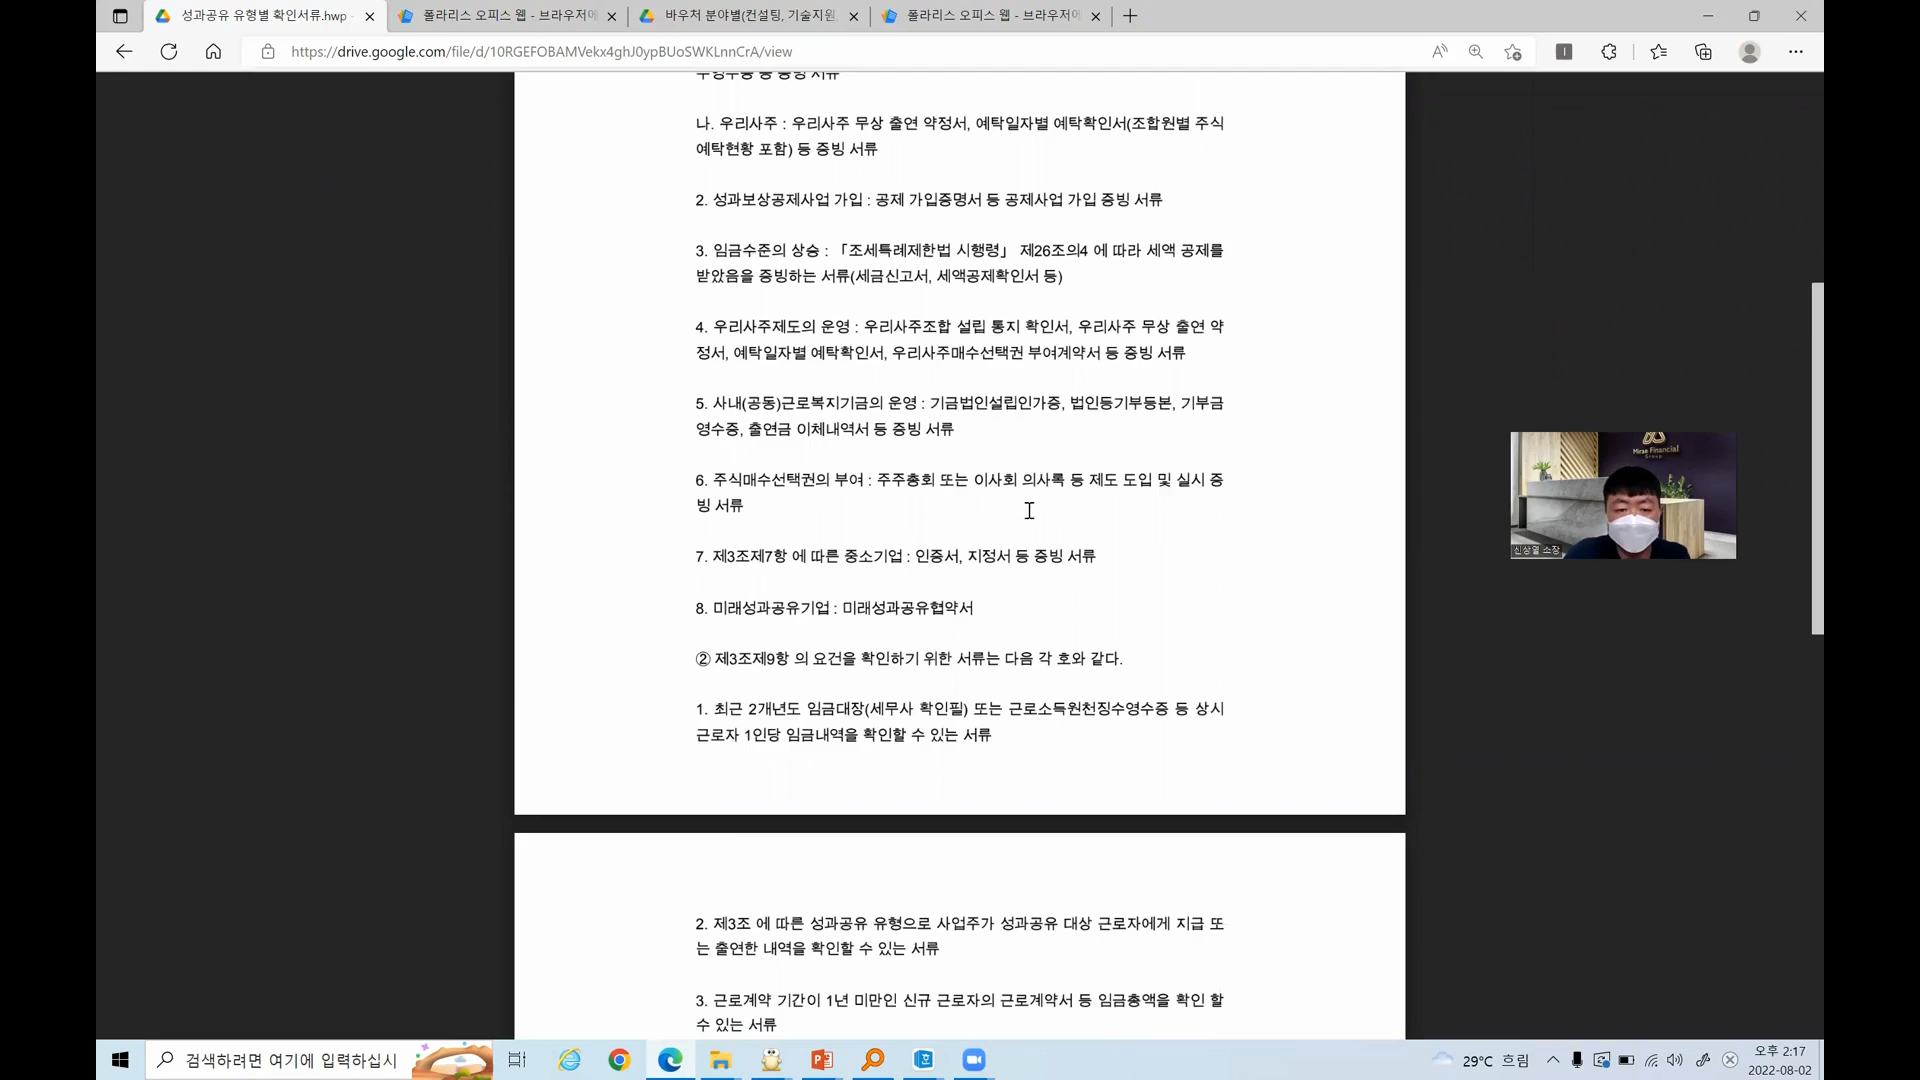 성과공유 유형별 확인서류.hwp -
폴라리스 오피스 웹 - 브라우저에
바우처 분야별(컨설팅, 기술지원,
폴라리스 오피스 웹 - 브라우저에
https://drive.google.com/file/d/10RGEFOBAMVekx4ghJ0ypBUoSWKLnnCrA/view
나. 우리사주 : 우리사주 무상 출연 약정서, 예탁일자별 예탁확인서(조합원별 주식
예탁현황 포함) 등 증빙 서류
2. 성과보상공제사업 가입 : 공제 가입증명서 등 공제사업 가입 증빙 서류
3. 임금수준의 상승 : 「조세특례제한법 시행령」 제26조의4 에 따라 세액 공제를
받았음을 증빙하는 서류(세금신고서, 세액공제확인서 등)
4. 우리사주제도의 운영 : 우리사주조합 설립 통지 확인서, 우리사주 무상 출연 약
정서, 예탁일자별 예탁확인서, 우리사주매수선택권 부여계약서 등 증빙 서류
5. 사내(공동)근로복지기금의 운영 : 기금법인설립인가증, 법인등기부등본, 기부금
영수증, 출연금 이체내역서 등 증빙 서류
6. 주식매수선택권의 부여 : 주주총회 또는 이사회 의사록 등 제도 도입 및 실시 증
빙 서류
7. 제3조제7항 에 따른 중소기업 : 인증서, 지정서 등 증빙 서류
8. 미래성과공유기업 : 미래성과공유협약서
② 제3조제9항 의 요건을 확인하기 위한 서류는 다음 각 호와 같다.
1. 최근 2개년도 임금대장(세무사 확인필) 또는 근로소득원천징수영수증 등 상시
근로자 1인당 임금내역을 확인할 수 있는 서류
2. 제3조 에 따른 성과공유 유형으로 사업주가 성과공유 대상 근로자에게 지급 또
는 출연한 내역을 확인할 수 있는 서류
3. 근로계약 기간이 1년 미만인 신규 근로자의 근로계약서 등 임금총액을 확인 할
수 있는 서류
Mirae Financial
Group
신상열 소장
검색하려면 여기에 입력하십시
29°C 흐림
오후 2:17
2022-08-02